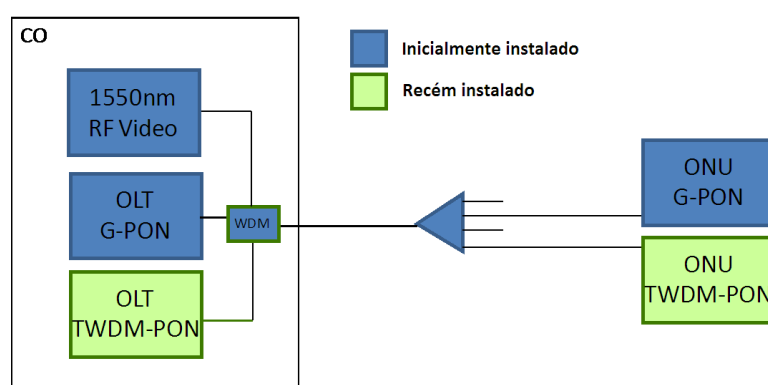 CO
Inicialmente instalado
Recém instalado
1550nm
RF Video
OLT
G-PON
WDM
OLT
TWDM-PON
ONU
G-PON
ONU
TWDM-PON